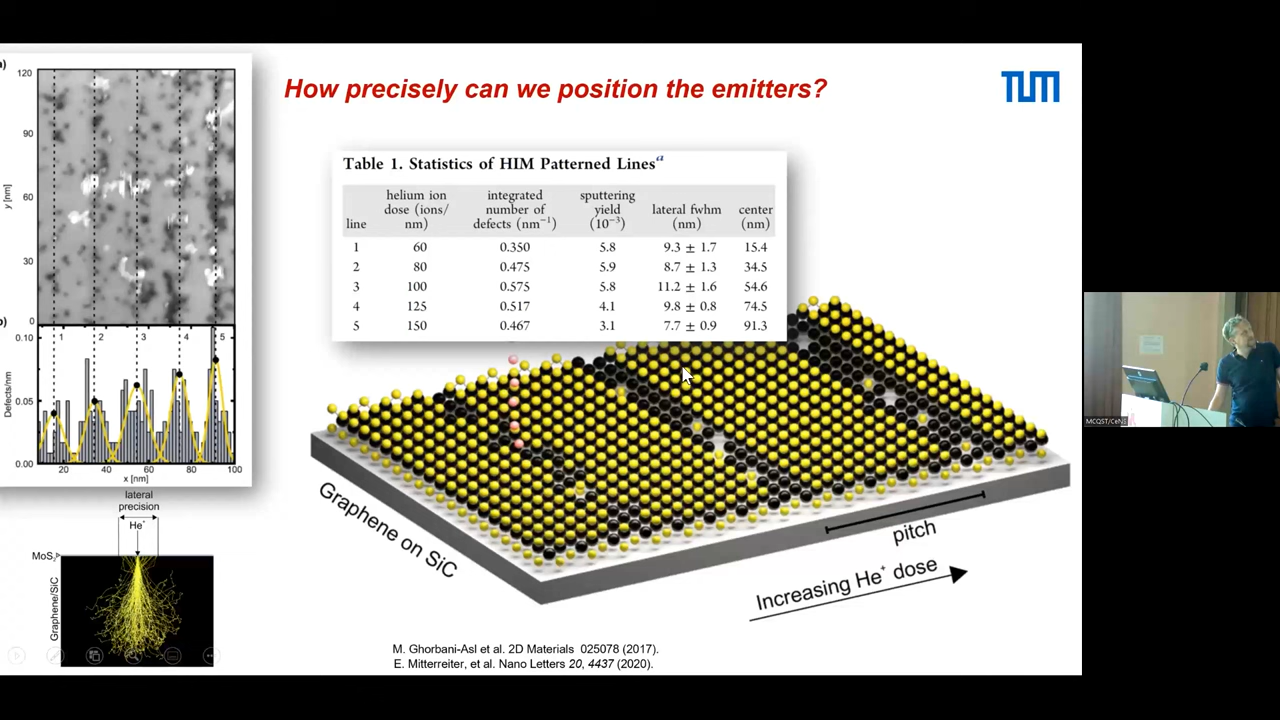 How precisely can we position the emitters?
TUM
a)
120
90
60
30
0
y [nm]
b)
1 2 3 4 5
0.10
0.05
0.00
Defects/nm
20 40 60 80 100
x [nm]
Table 1. Statistics of HIM Patterned Lines^a
line | helium ion dose (ions/nm) | integrated number of defects (nm⁻¹) | sputtering yield (10⁻³) | lateral fwhm (nm) | center (nm)
1 60 0.350 5.8 9.3 ± 1.7 15.4
2 80 0.475 5.9 8.7 ± 1.3 34.5
3 100 0.575 5.8 11.2 ± 1.6 54.6
4 125 0.517 4.1 9.8 ± 0.8 74.5
5 150 0.467 3.1 7.7 ± 0.9 91.3
lateral
precision
He⁺
MoS₂
Graphene/SiC
Graphene on SiC
pitch
Increasing He⁺ dose
M. Ghorbani-Asl et al. 2D Materials 025078 (2017).
E. Mitterreiter, et al. Nano Letters 20, 4437 (2020).
MCQST/CeNS